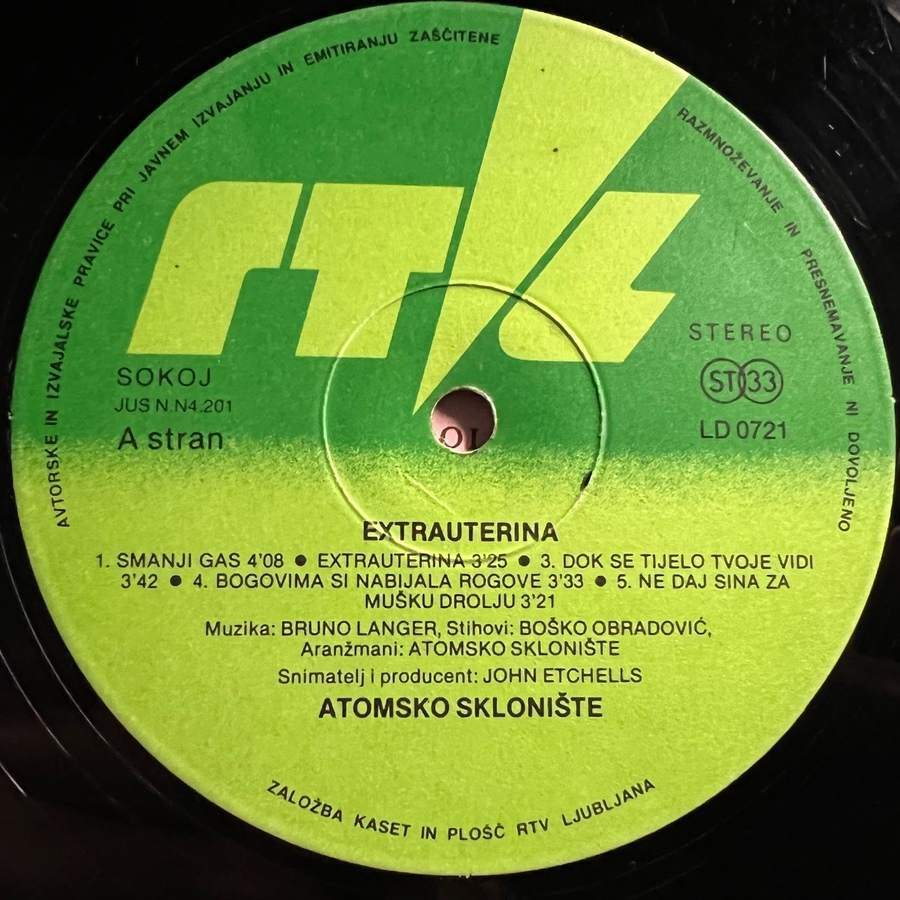 AVTORSKE IN IZVAJALSKE PRAVICE PRI JAVNEM IZVAJANJU IN EMITIRANJU ZAŠČITENE
RAZMNOŽEVANJE IN PRESNEMAVANJE NI DOVOLJENO
rtl
STEREO
SOKOJ
JUS N.N4.201
A stran
ST 33
LD 0721
EXTRAUTERINA
1. SMANJI GAS 4'08 ● EXTRAUTERINA 3'25 ● 3. DOK SE TIJELO TVOJE VIDI
3'42 ● 4. BOGOVIMA SI NABIJALA ROGOVE 3'33 ● 5. NE DAJ SINA ZA
MUŠKU DROLJU 3'21
Muzika: BRUNO LANGER, Stihovi: BOŠKO OBRADOVIĆ,
Aranžmani: ATOMSKO SKLONIŠTE
Snimatelj i producent: JOHN ETCHELLS
ATOMSKO SKLONIŠTE
ZALOŽBA KASET IN PLOŠČ RTV LJUBLJANA